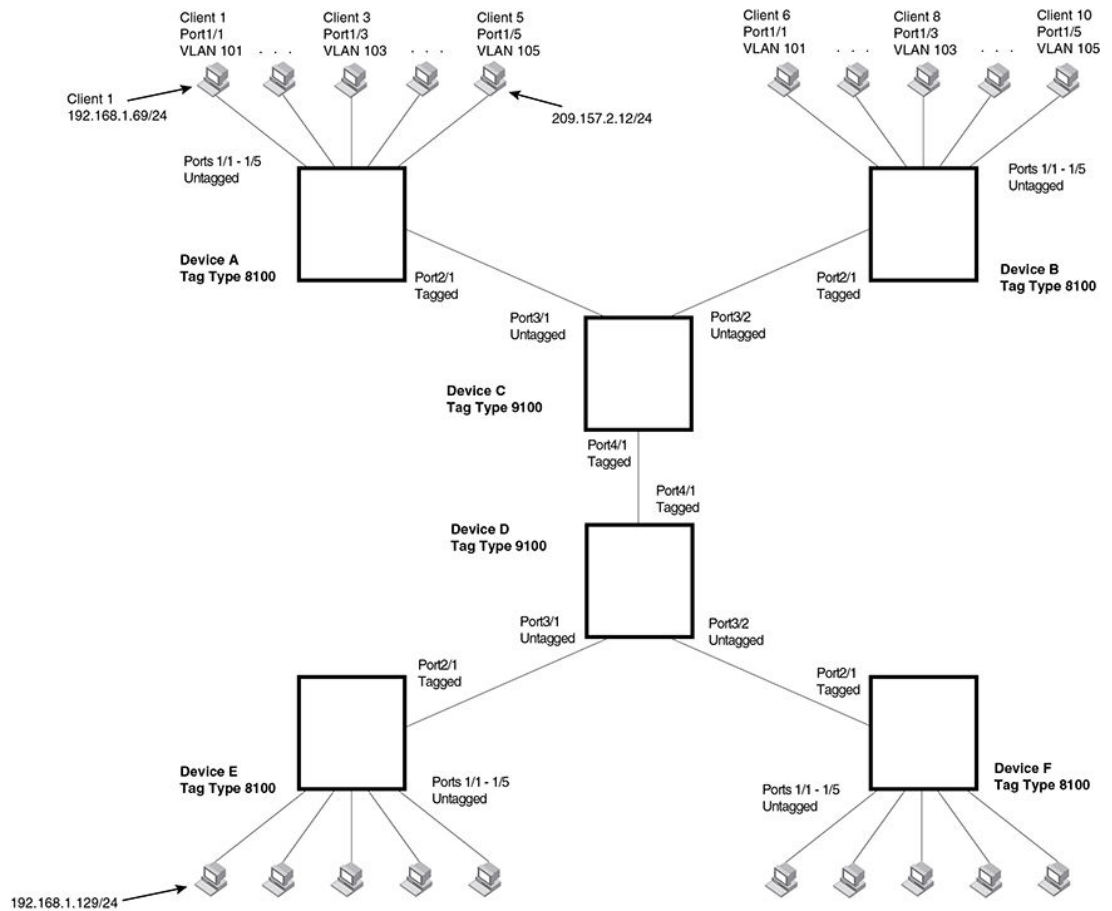 Client 1
Port1/1
VLAN 101
. . .
Client 3
Port1/3
VLAN 103
. . .
Client 5
Port1/5
VLAN 105
Client 6
Port1/1
VLAN 101
. . .
Client 8
Port1/3
VLAN 103
. . .
Client 10
Port1/5
VLAN 105
Client 1
192.168.1.69/24
209.157.2.12/24
Ports 1/1 - 1/5
Untagged
Ports 1/1 - 1/5
Untagged
Device A
Tag Type 8100
Port2/1
Tagged
Port2/1
Tagged
Device B
Tag Type 8100
Port3/1
Untagged
Port3/2
Untagged
Device C
Tag Type 9100
Port4/1
Tagged
Port4/1
Tagged
Device D
Tag Type 9100
Port3/1
Untagged
Port3/2
Untagged
Port2/1
Tagged
Port2/1
Tagged
Device E
Tag Type 8100
Ports 1/1 - 1/5
Untagged
Ports 1/1 - 1/5
Untagged
Device F
Tag Type 8100
192.168.1.129/24